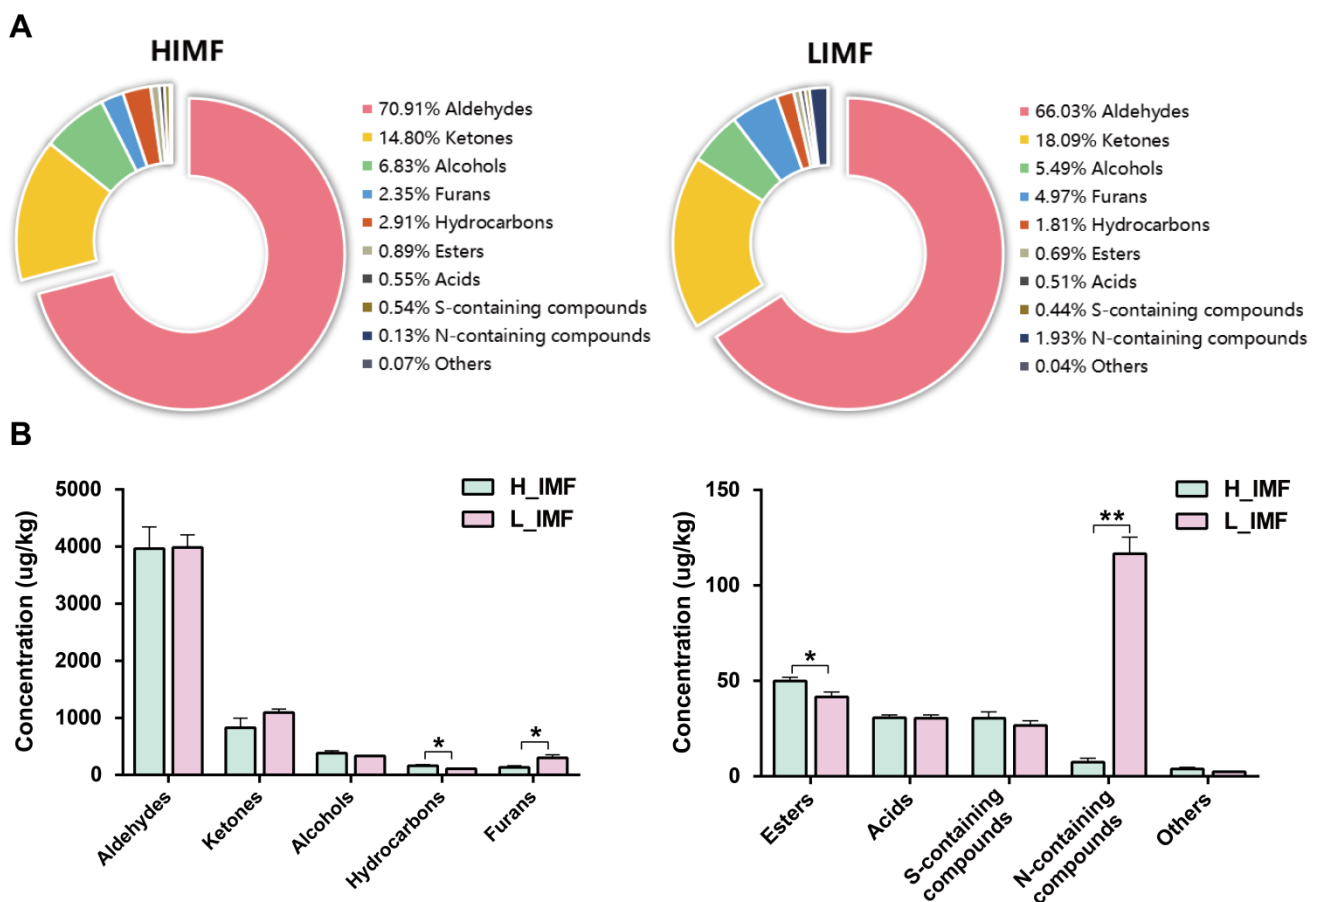 A
HIMF
70.91% Aldehydes
14.80% Ketones
6.83% Alcohols
2.35% Furans
2.91% Hydrocarbons
0.89% Esters
0.55% Acids
0.54% S-containing compounds
0.13% N-containing compounds
0.07% Others
LIMF
66.03% Aldehydes
18.09% Ketones
5.49% Alcohols
4.97% Furans
1.81% Hydrocarbons
0.69% Esters
0.51% Acids
0.44% S-containing compounds
1.93% N-containing compounds
0.04% Others
B
Concentration (ug/kg)
5000
4000
3000
2000
1000
0
H_IMF
L_IMF
*
*
Aldehydes
Ketones
Alcohols
Hydrocarbons
Furans
Concentration (ug/kg)
150
100
50
0
H_IMF
L_IMF
*
**
Esters
Acids
S-containing
compounds
N-containing
compounds
Others